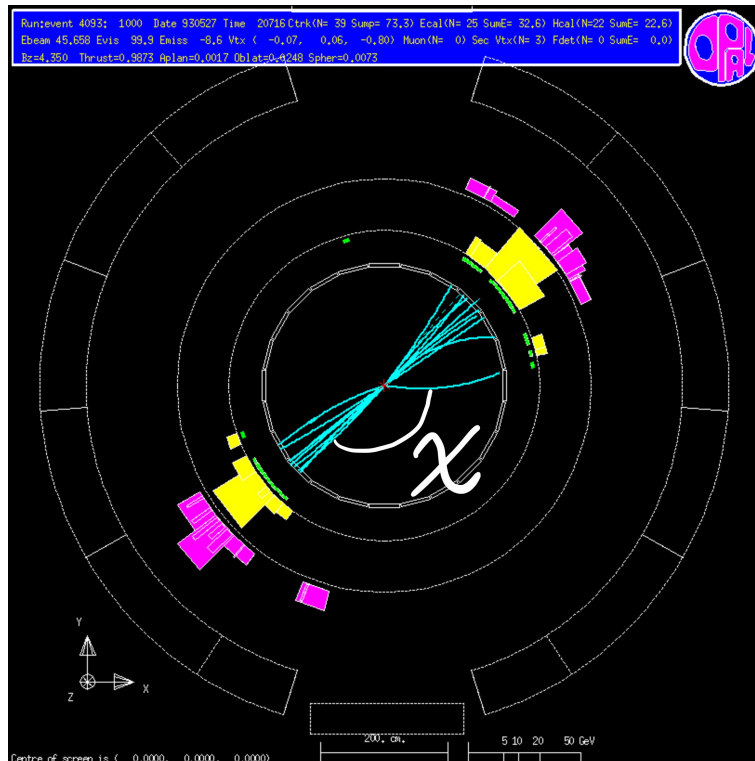 Run:event 4093: 1000 Date 930527 Time 20716 Ctrk(N= 39 Sump= 73.3) Ecal(N= 25 SumE= 32.6) Hcal(N=22 SumE= 22.6)
Ebeam 45.658 Evis 99.9 Emiss -8.6 Vtx ( -0.07, 0.06, -0.80) Muon(N= 0) Sec Vtx(N= 3) Fdet(N= 0 SumE= 0.0)
Bz=4.350 Thrust=0.9873 Aplan=0.0017 Oblat=0.0248 Spher=0.0073
OPAL
x
Y
Z X
200. cm.
5 10 20 50 GeV
Centre of screen is ( 0.0000, 0.0000, 0.0000)